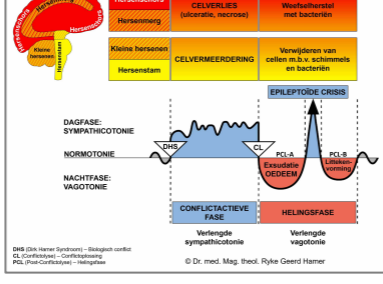 Hersenschors
CELVERLIES
(ulceratie, necrose)
Weefselherstel
met bacteriën
Hersenmerg
Hersenschors
Kleine
hersenen
Hersenstam
Kleine hersenen
Hersenstam
CELVERMEERDERING
Verwijderen van
cellen m.b.v. schimmels
en bacteriën
EPILEPTOÏDE CRISIS
DAGFASE:
SYMPATHICOTONIE
DHS
CL
NORMOTONIE
PCL-A
PCL-B
Exsudatie
OEDEEM
Litteken-
vorming
NACHTFASE:
VAGOTONIE
CONFLICTACTIEVE
FASE
HELINGSFASE
Verlengde
sympathicotonie
Verlengde
vagotonie
DHS (Dirk Hamer Syndroom) – Biologisch conflict
CL (Conflictolyse) – Conflictoplossing
PCL (Post-Conflictolyse) – Helingsfase
© Dr. med. Mag. theol. Ryke Geerd Hamer